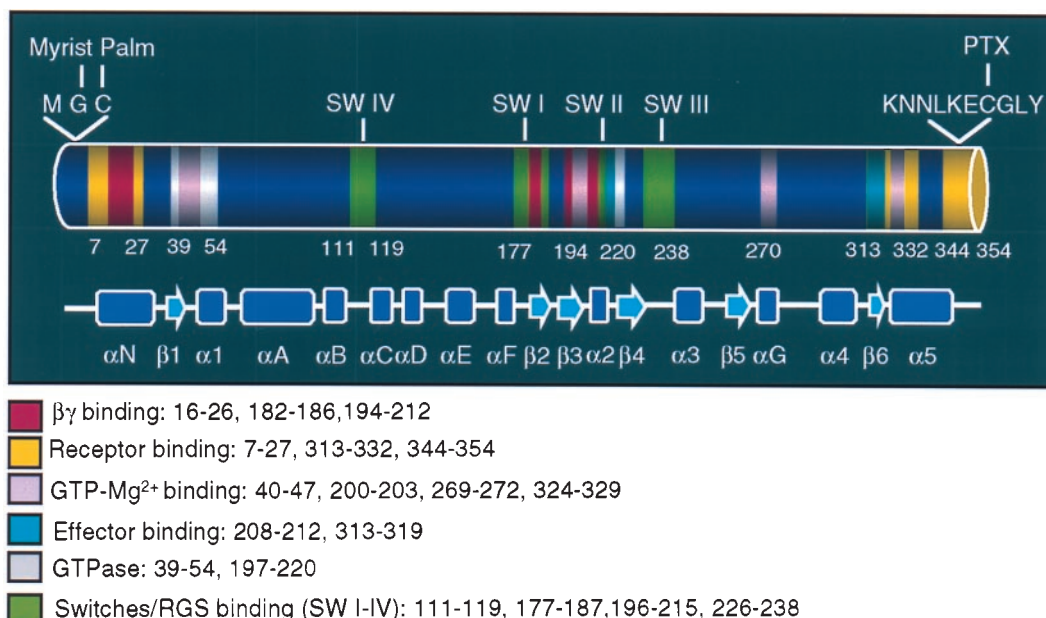 Myrist Palm
PTX
M G C
SW IV
SW I
SW II
SW III
KNNLKECGLY
7 27 39 54 111 119 177 194 220 238 270 313 332 344 354
αN β1 α1 αA αB αC αD αE αF β2 β3 α2 β4 α3 β5 αG α4 β6 α5
βγ binding: 16-26, 182-186,194-212
Receptor binding: 7-27, 313-332, 344-354
GTP-Mg²⁺ binding: 40-47, 200-203, 269-272, 324-329
Effector binding: 208-212, 313-319
GTPase: 39-54, 197-220
Switches/RGS binding (SW I-IV): 111-119, 177-187,196-215, 226-238